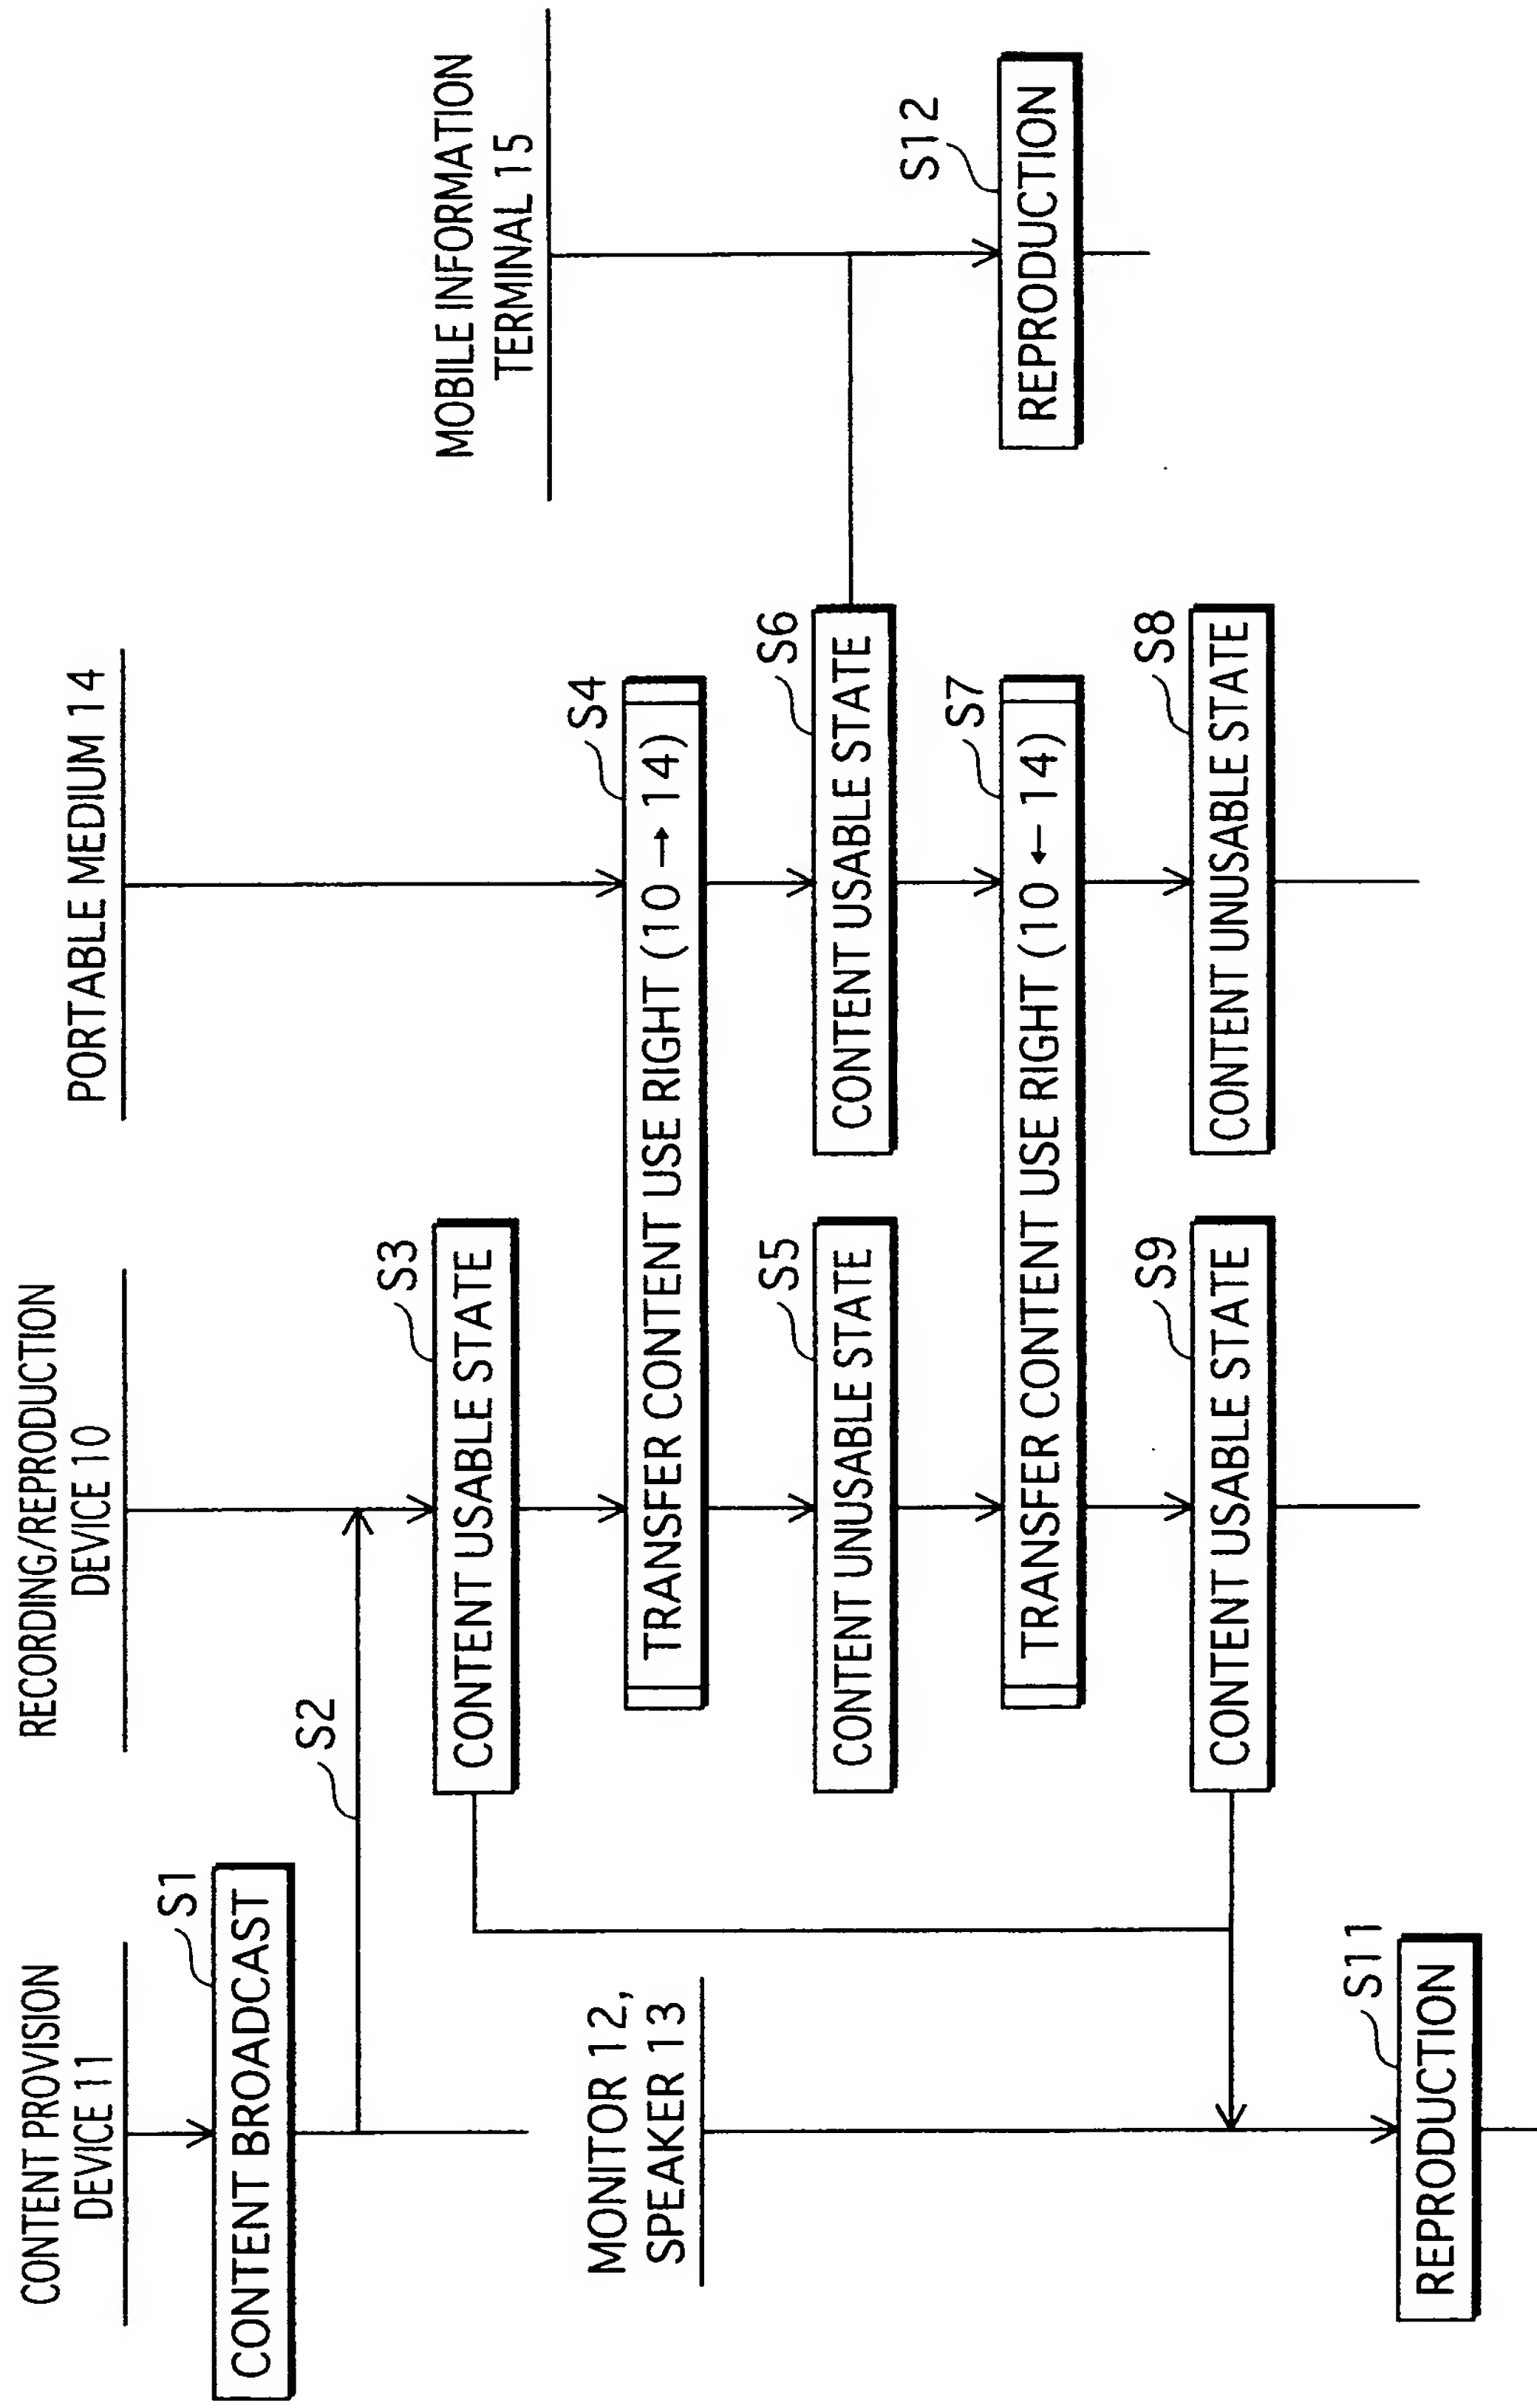 CONTENT PROVISION
DEVICE 11
RECORDING/REPRODUCTION
DEVICE 10
PORTABLE MEDIUM 14
S1
CONTENT BROADCAST
S2
S3
CONTENT USABLE STATE
MOBILE INFORMATION
TERMINAL 15
S4
TRANSFER CONTENT USE RIGHT (10 → 14)
MONITOR 12,
SPEAKER 13
S5
CONTENT UNUSABLE STATE
S6
CONTENT USABLE STATE
S7
TRANSFER CONTENT USE RIGHT (10 ← 14)
S12
REPRODUCTION
S9
CONTENT USABLE STATE
S8
CONTENT UNUSABLE STATE
S11
REPRODUCTION